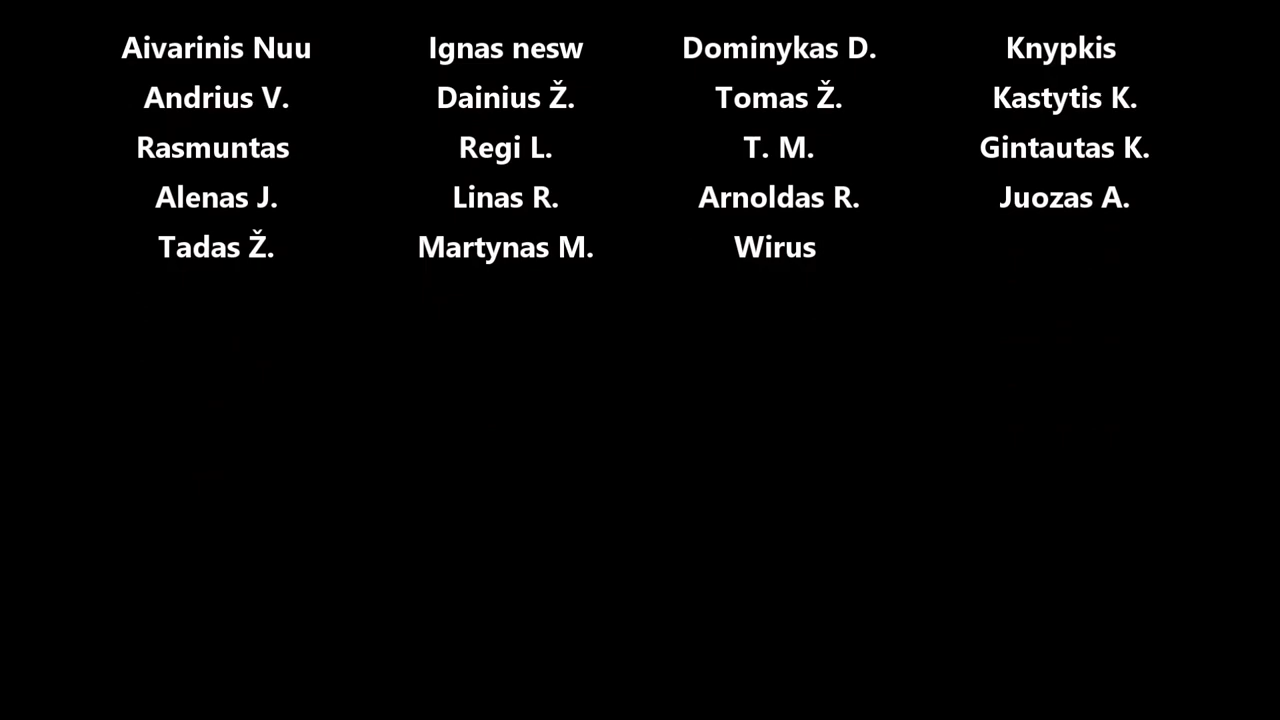 Aivarinis Nuu Ignas nesw Dominykas D. Knypkis
Andrius V. Dainius Ž. Tomas Ž. Kastytis K.
Rasmuntas Regi L. T. M. Gintautas K.
Alenas J. Linas R. Arnoldas R. Juozas A.
Tadas Ž. Martynas M. Wirus